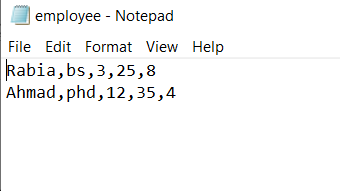 employee - Notepad
File Edit Format View Help
Rabia,bs,3,25,8
Ahmad,phd,12,35,4